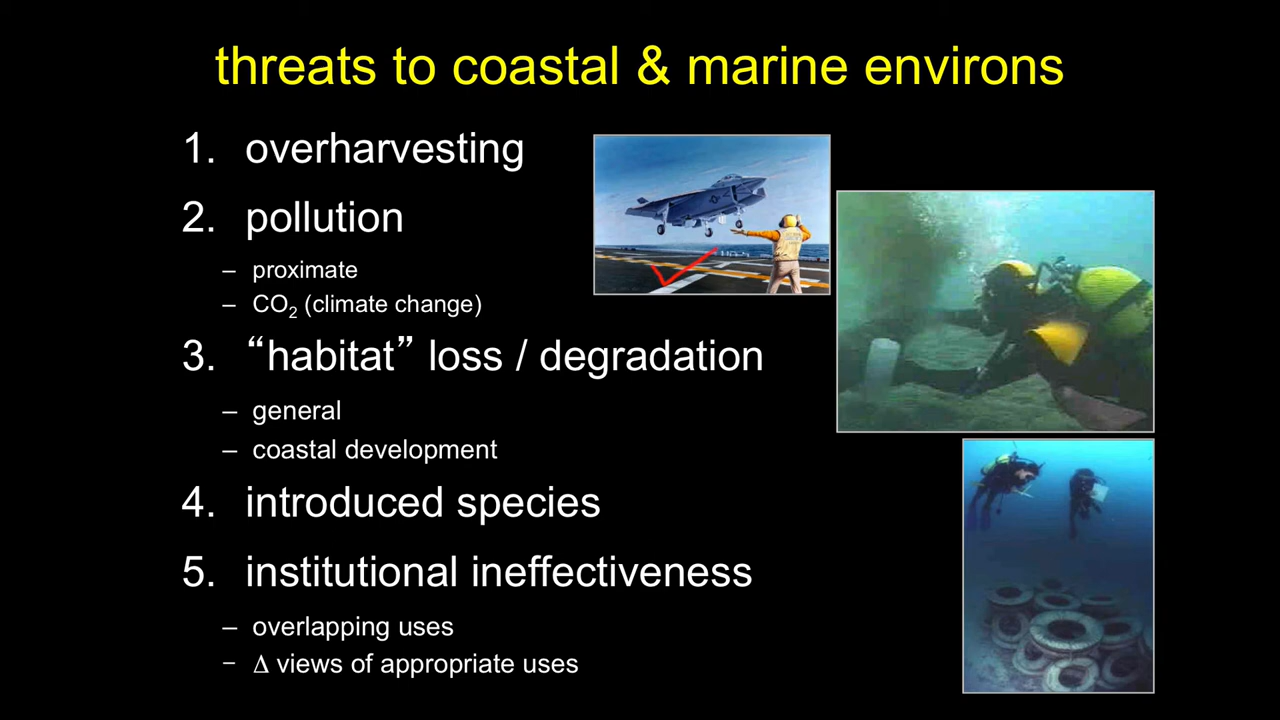 threats to coastal & marine environs
1. overharvesting
2. pollution
– proximate
– CO₂ (climate change)
3. “habitat” loss / degradation
– general
– coastal development
4. introduced species
5. institutional ineffectiveness
– overlapping uses
– Δ views of appropriate uses